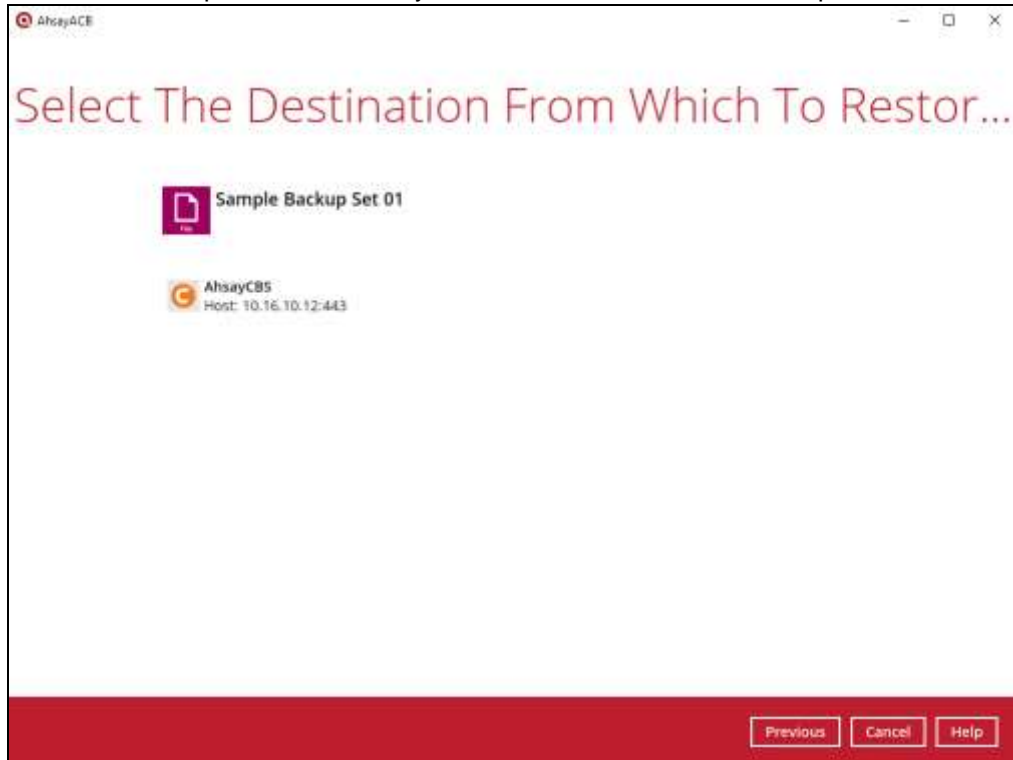 AhsayACB
Select The Destination From Which To Restor...
Sample Backup Set 01
File
AhsayCBS
Host: 10.16.10.12:443
Previous Cancel Help